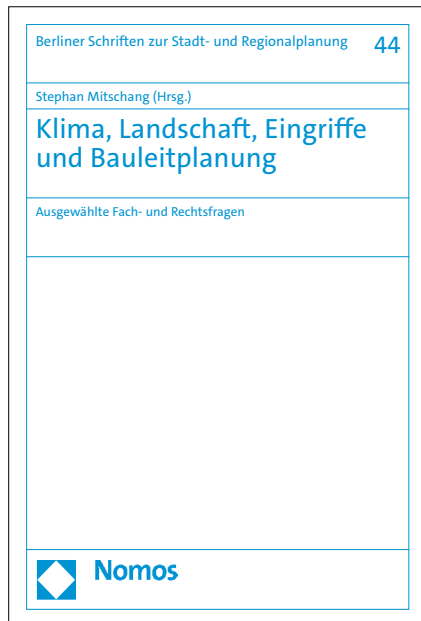 Berliner Schriften zur Stadt- und Regionalplanung 44
Stephan Mitschang (Hrsg.)
Klima, Landschaft, Eingriffe
und Bauleitplanung
Ausgewählte Fach- und Rechtsfragen
Nomos